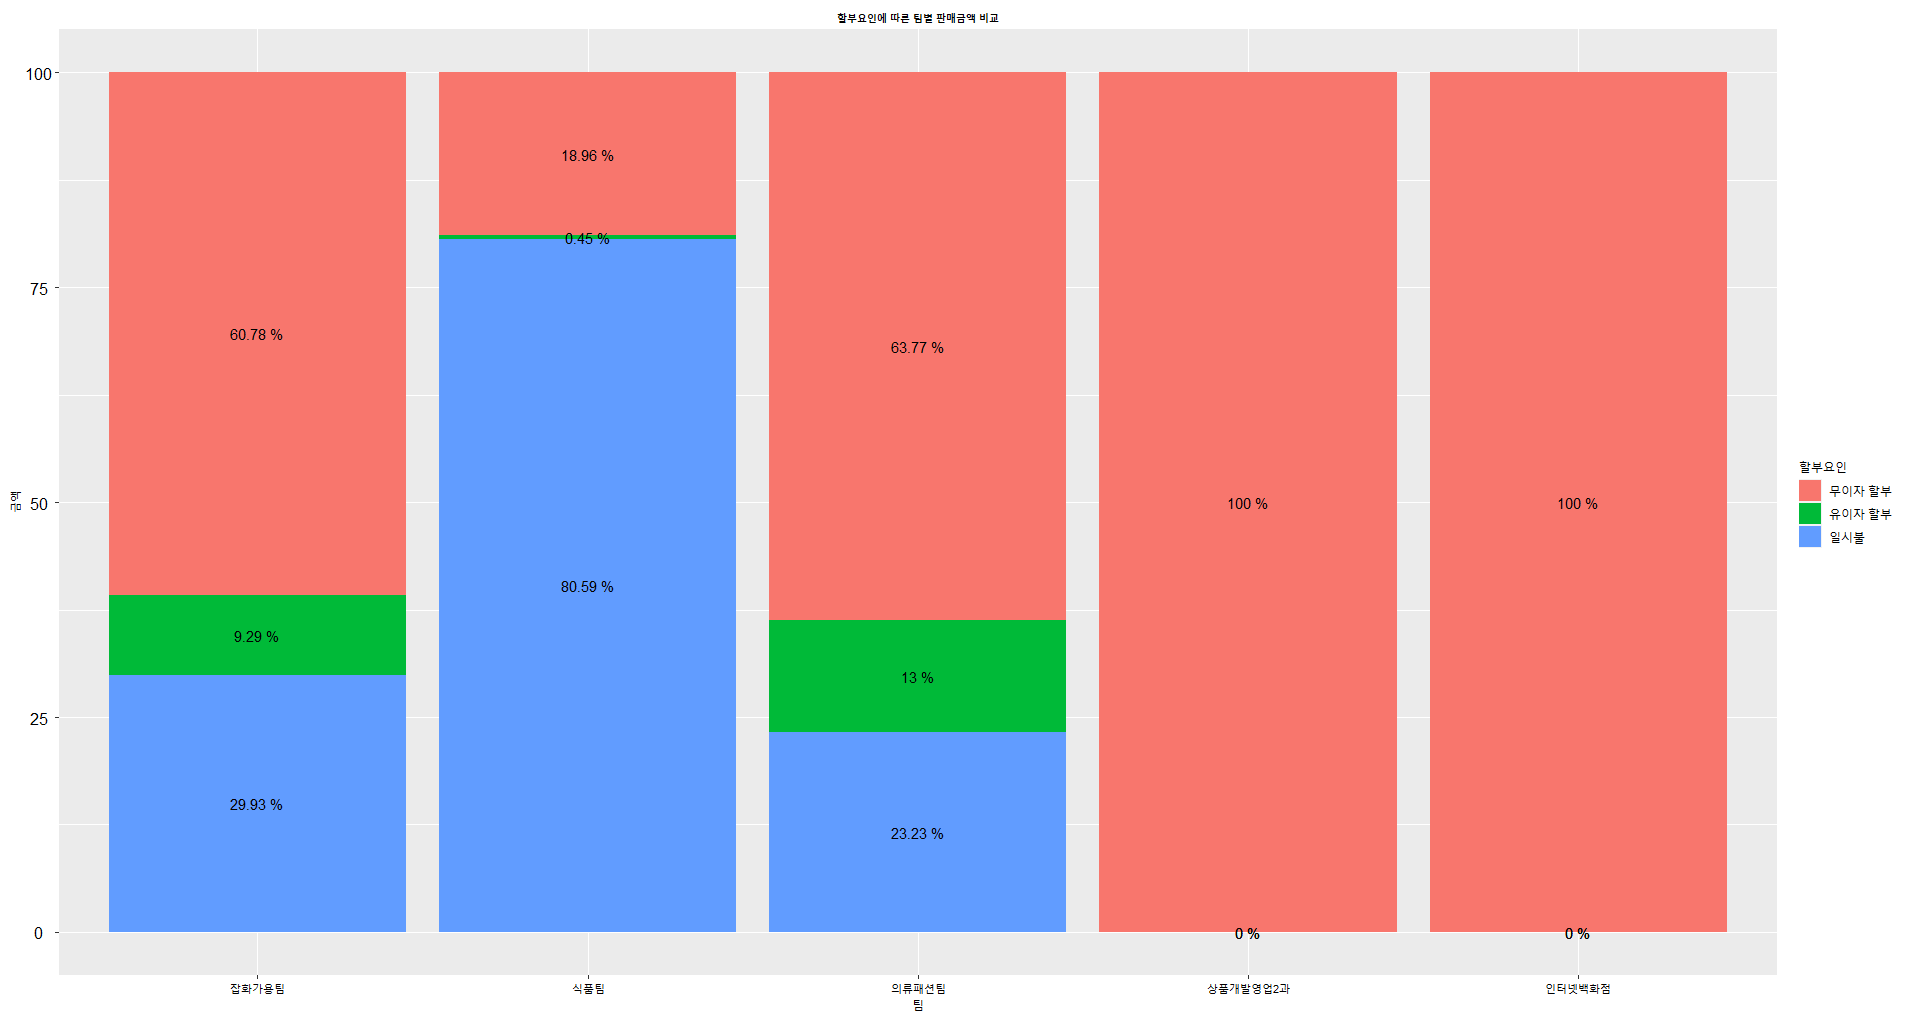 할부요인에 따른 팀별 판매금액 비교
100
75
50
25
0
금액
60.78 %
9.29 %
29.93 %
18.96 %
0.45 %
80.59 %
63.77 %
13 %
23.23 %
100 %
0 %
100 %
0 %
잡화가용팀
식품팀
의류패션팀
상품개발영업2과
인터넷백화점
팀
할부요인
무이자 할부
유이자 할부
일시불